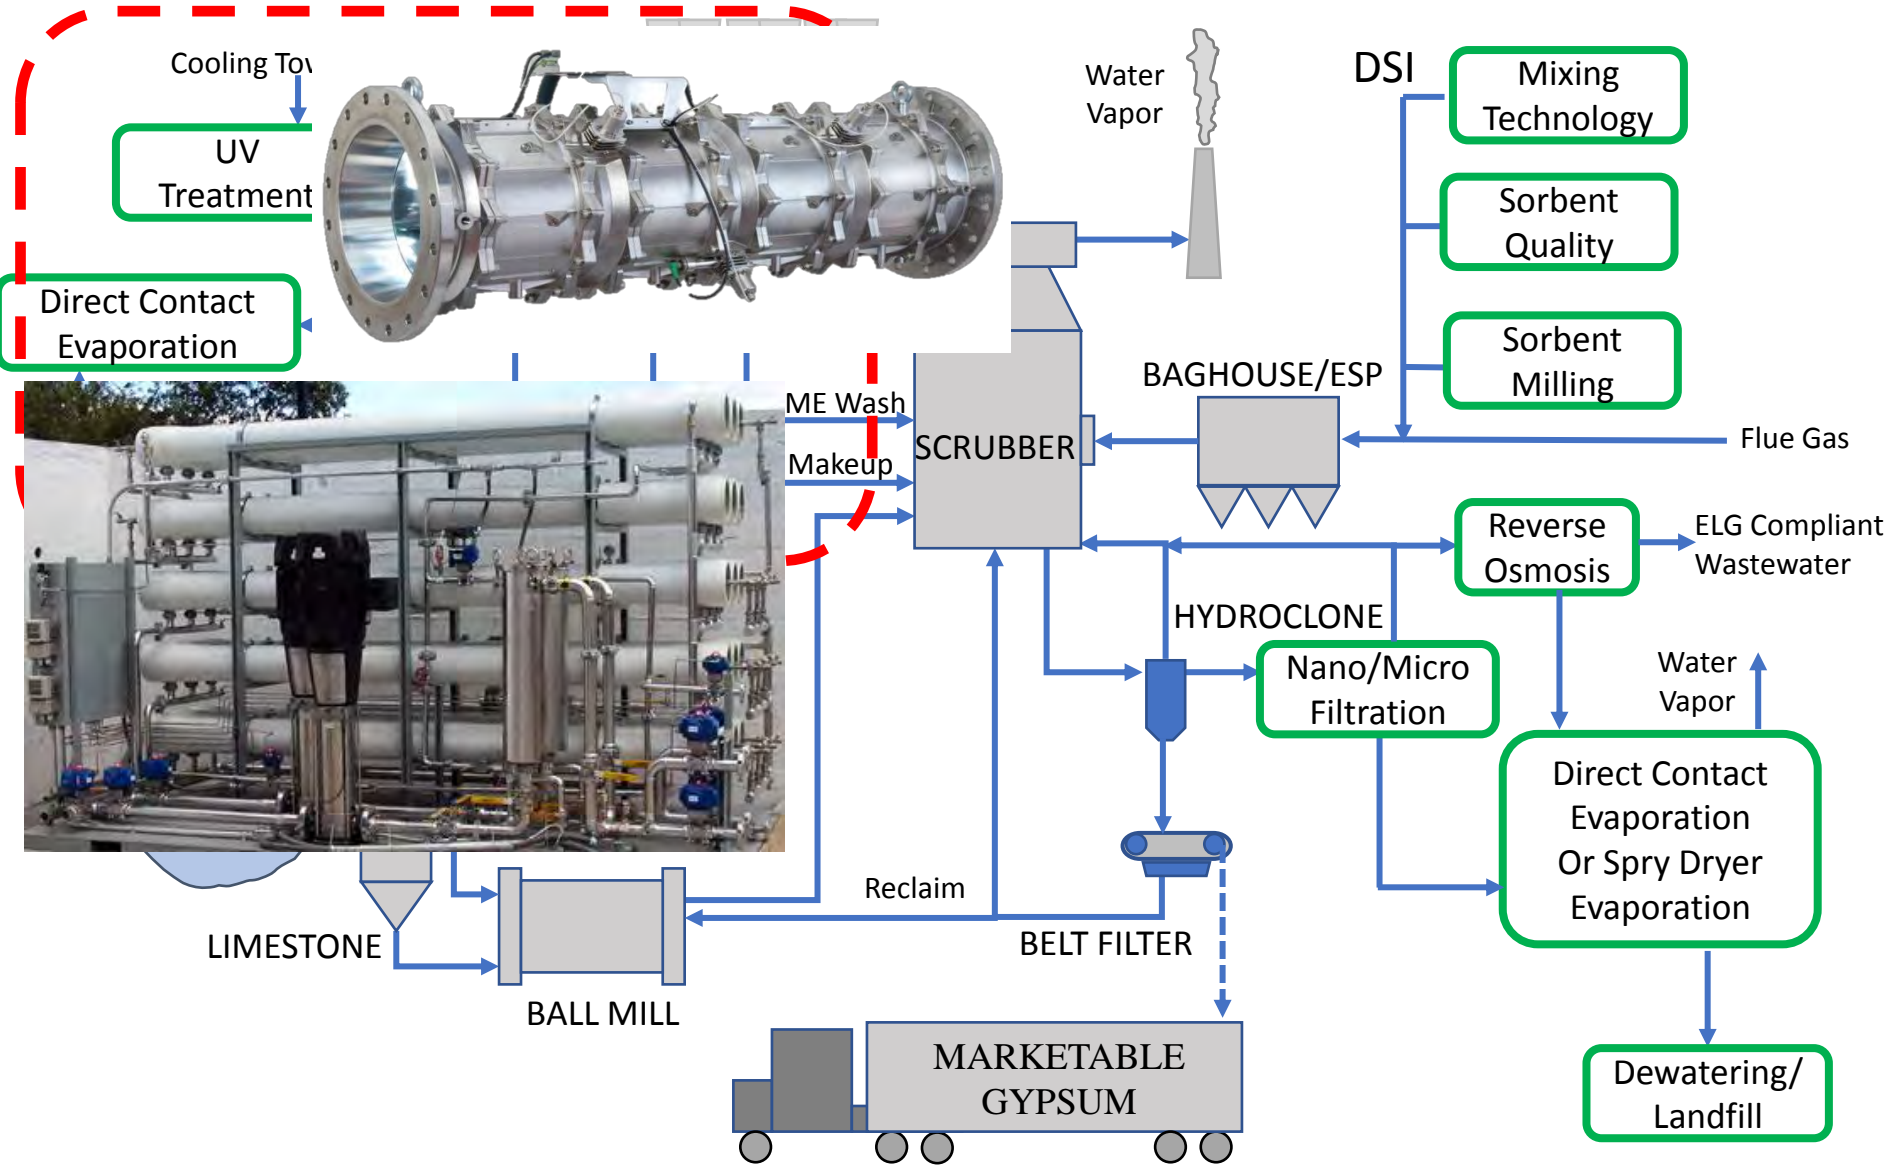 Cooling
UV
Treatment
Direct Contact
Evaporation
Water
Vapor
DSI
Mixing
Technology
Sorbent
Quality
Sorbent
Milling
BAGHOUSE/ESP
ME Wash
Makeup
SCRUBBER
Flue Gas
Reverse
Osmosis
ELG Compliant
Wastewater
HYDROCLONE
Nano/Micro
Filtration
Water
Vapor
Direct Contact
Evaporation
Or Spry Dryer
Evaporation
Reclaim
LIMESTONE
BELT FILTER
BALL MILL
MARKETABLE
GYPSUM
Dewatering/
Landfill